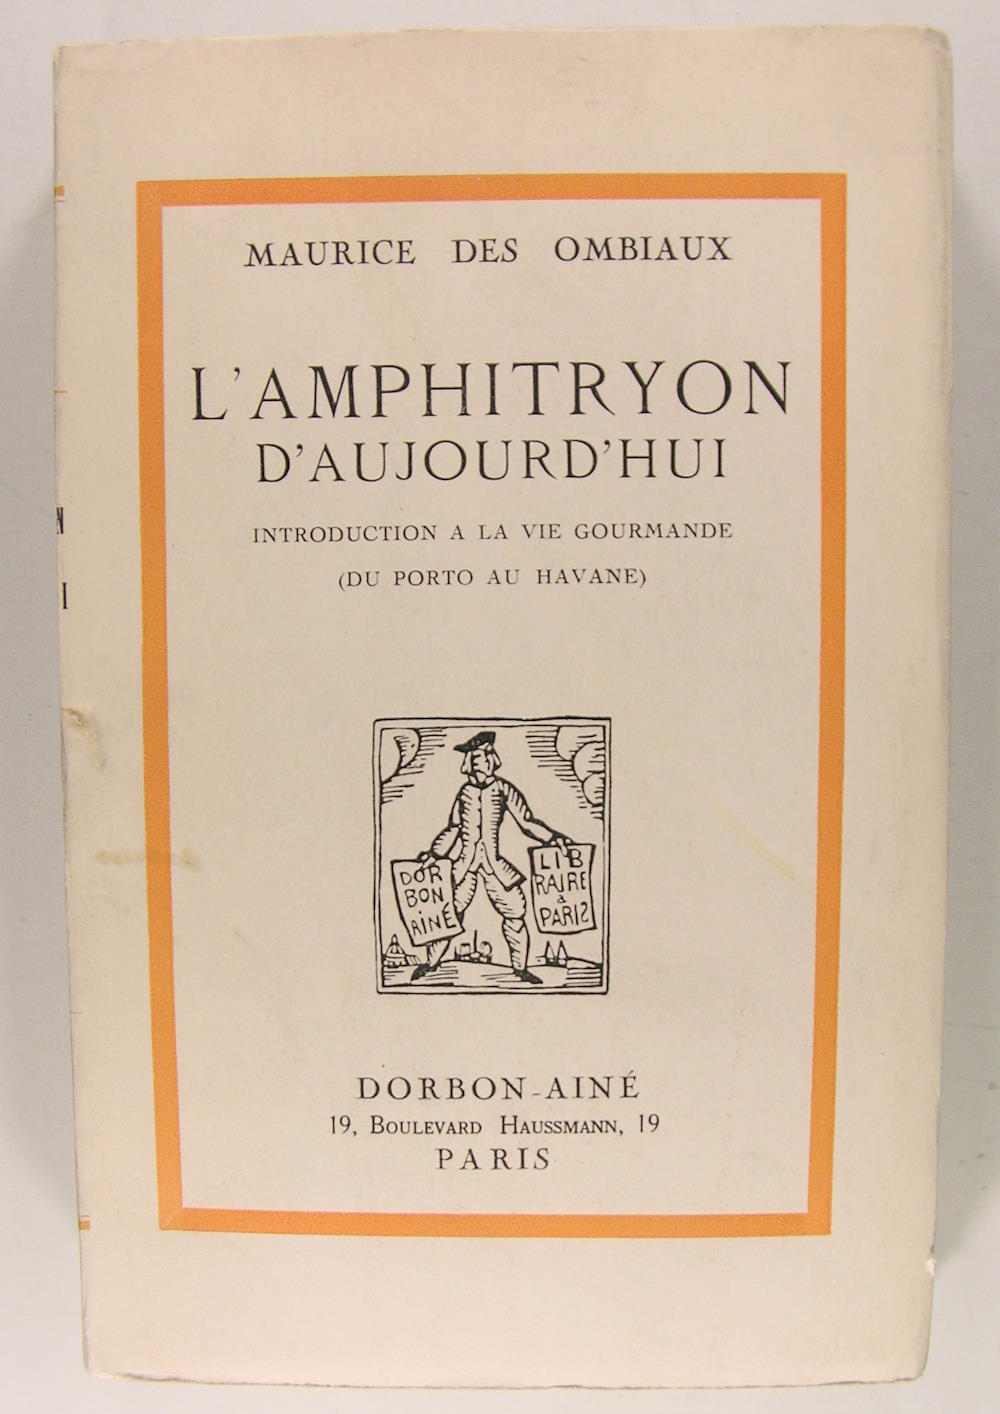 MAURICE DES OMBIAUX
L'AMPHITRYON
D'AUJOURD'HUI
INTRODUCTION A LA VIE GOURMANDE
(DU PORTO AU HAVANE)
DOR
BON
AINÉ
LIB
RAIRE
à
PARIS
DORBON-AINÉ
19, BOULEVARD HAUSSMANN, 19
PARIS